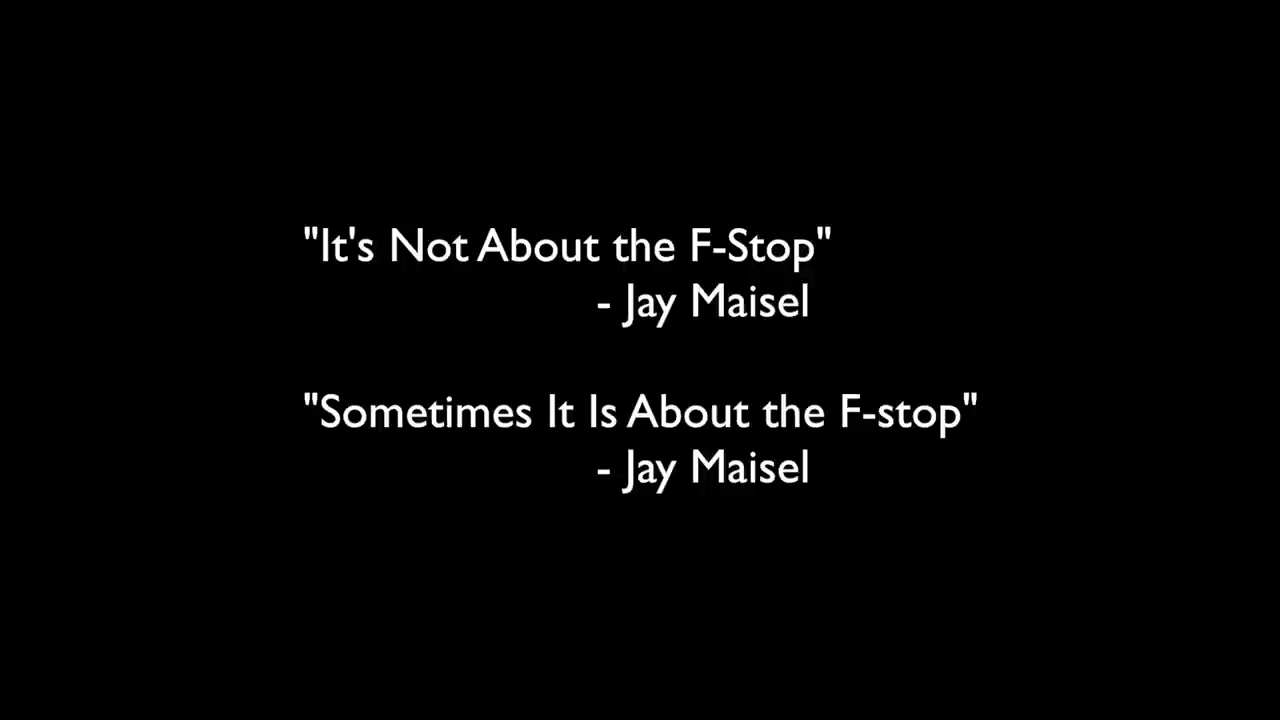 "It's Not About the F-Stop"
- Jay Maisel
"Sometimes It Is About the F-stop"
- Jay Maisel